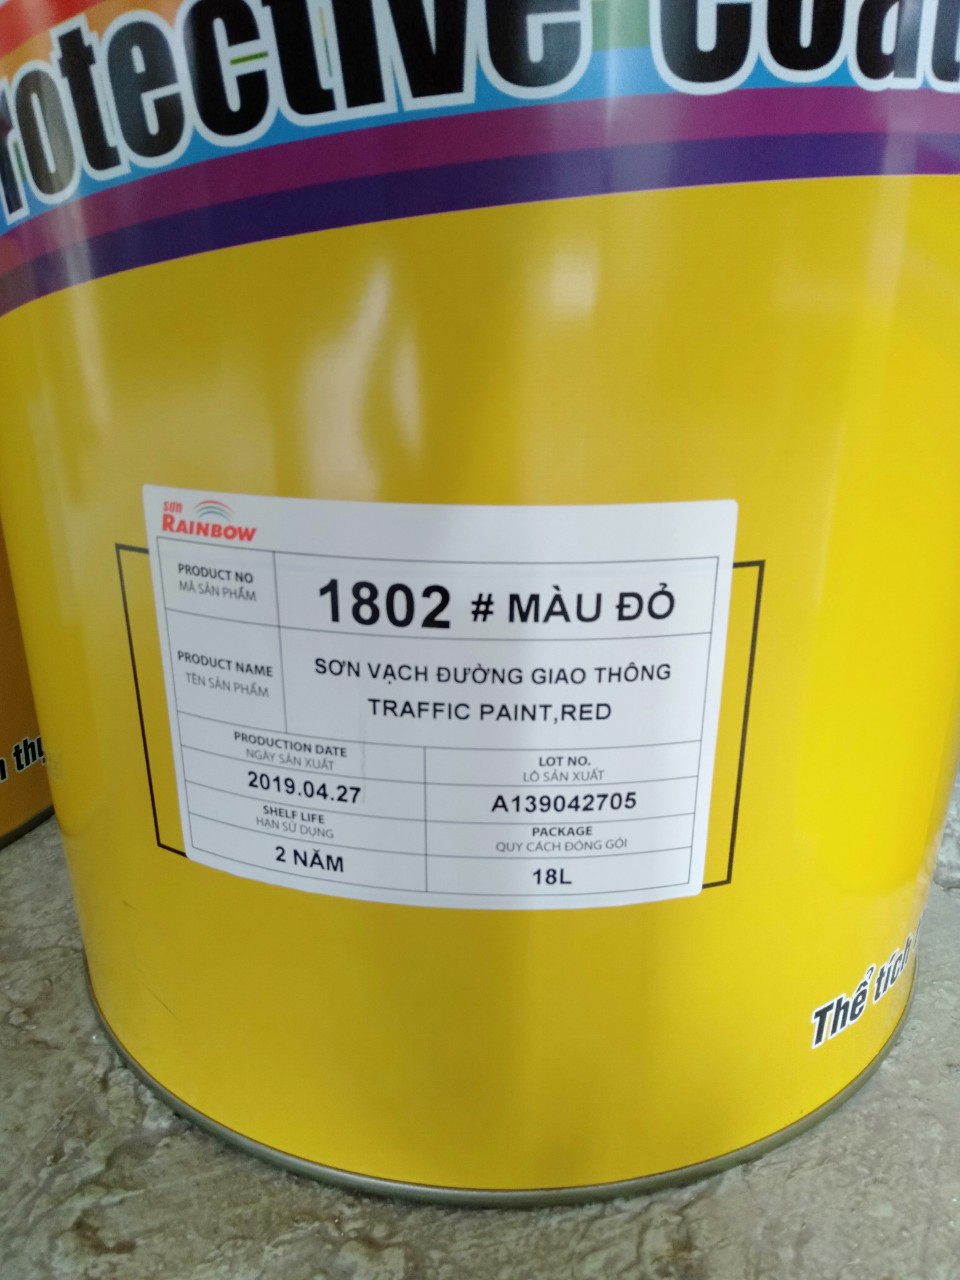 Protective Coat
SƠN
RAINBOW
PRODUCT NO
MÃ SẢN PHẨM
1802 # MÀU ĐỎ
PRODUCT NAME
TÊN SẢN PHẨM
SƠN VẠCH ĐƯỜNG GIAO THÔNG
TRAFFIC PAINT,RED
PRODUCTION DATE
NGÀY SẢN XUẤT
2019.04.27
LOT NO.
LÔ SẢN XUẤT
A139042705
SHELF LIFE
HẠN SỬ DỤNG
2 NĂM
PACKAGE
QUY CÁCH ĐÓNG GÓI
18L
Thể tích